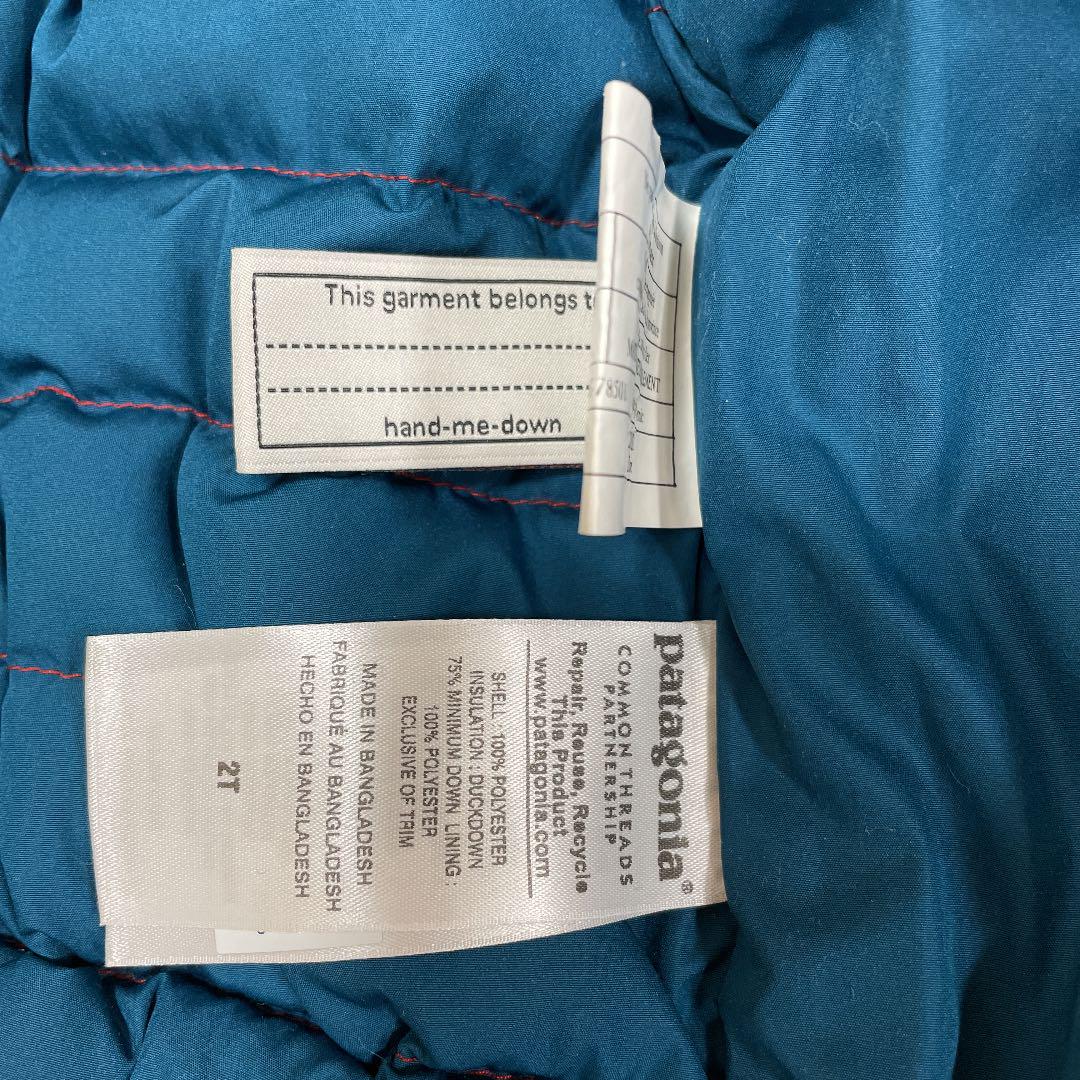 This garment belongs
hand-me-down
78501
patagonia®
COMMON THREADS
PARTNERSHIP
Repair, Reuse, Recycle
This Product
www.patagonia.com
SHELL : 100% POLYESTER
INSULATION : DUCKDOWN
75% MINIMUM DOWN LINING :
100% POLYESTER
EXCLUSIVE OF TRIM
MADE IN BANGLADESH
FABRIQUÉ AU BANGLADESH
HECHO EN BANGLADESH
2T